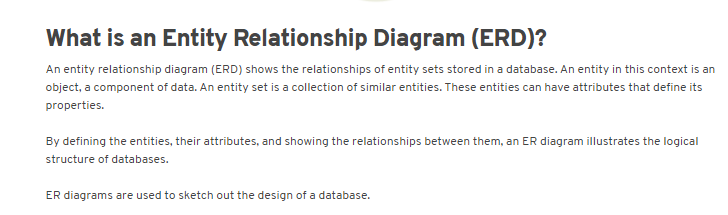 What is an Entity Relationship Diagram (ERD)?
An entity relationship diagram (ERD) shows the relationships of entity sets stored in a database. An entity in this context is an
object, a component of data. An entity set is a collection of similar entities. These entities can have attributes that define its
properties.
By defining the entities, their attributes, and showing the relationships between them, an ER diagram illustrates the logical
structure of databases.
ER diagrams are used to sketch out the design of a database.